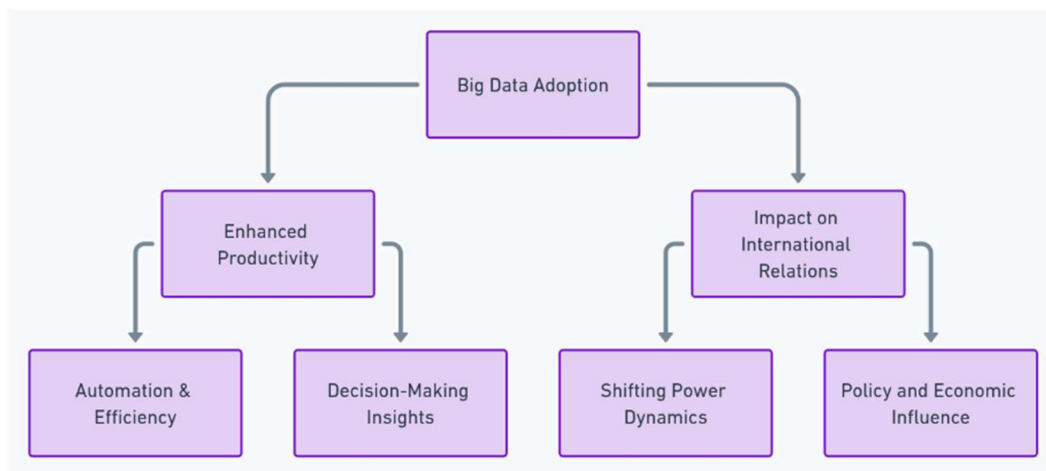 Big Data Adoption
Enhanced
Productivity
Impact on
International
Relations
Automation &
Efficiency
Decision-Making
Insights
Shifting Power
Dynamics
Policy and Economic
Influence